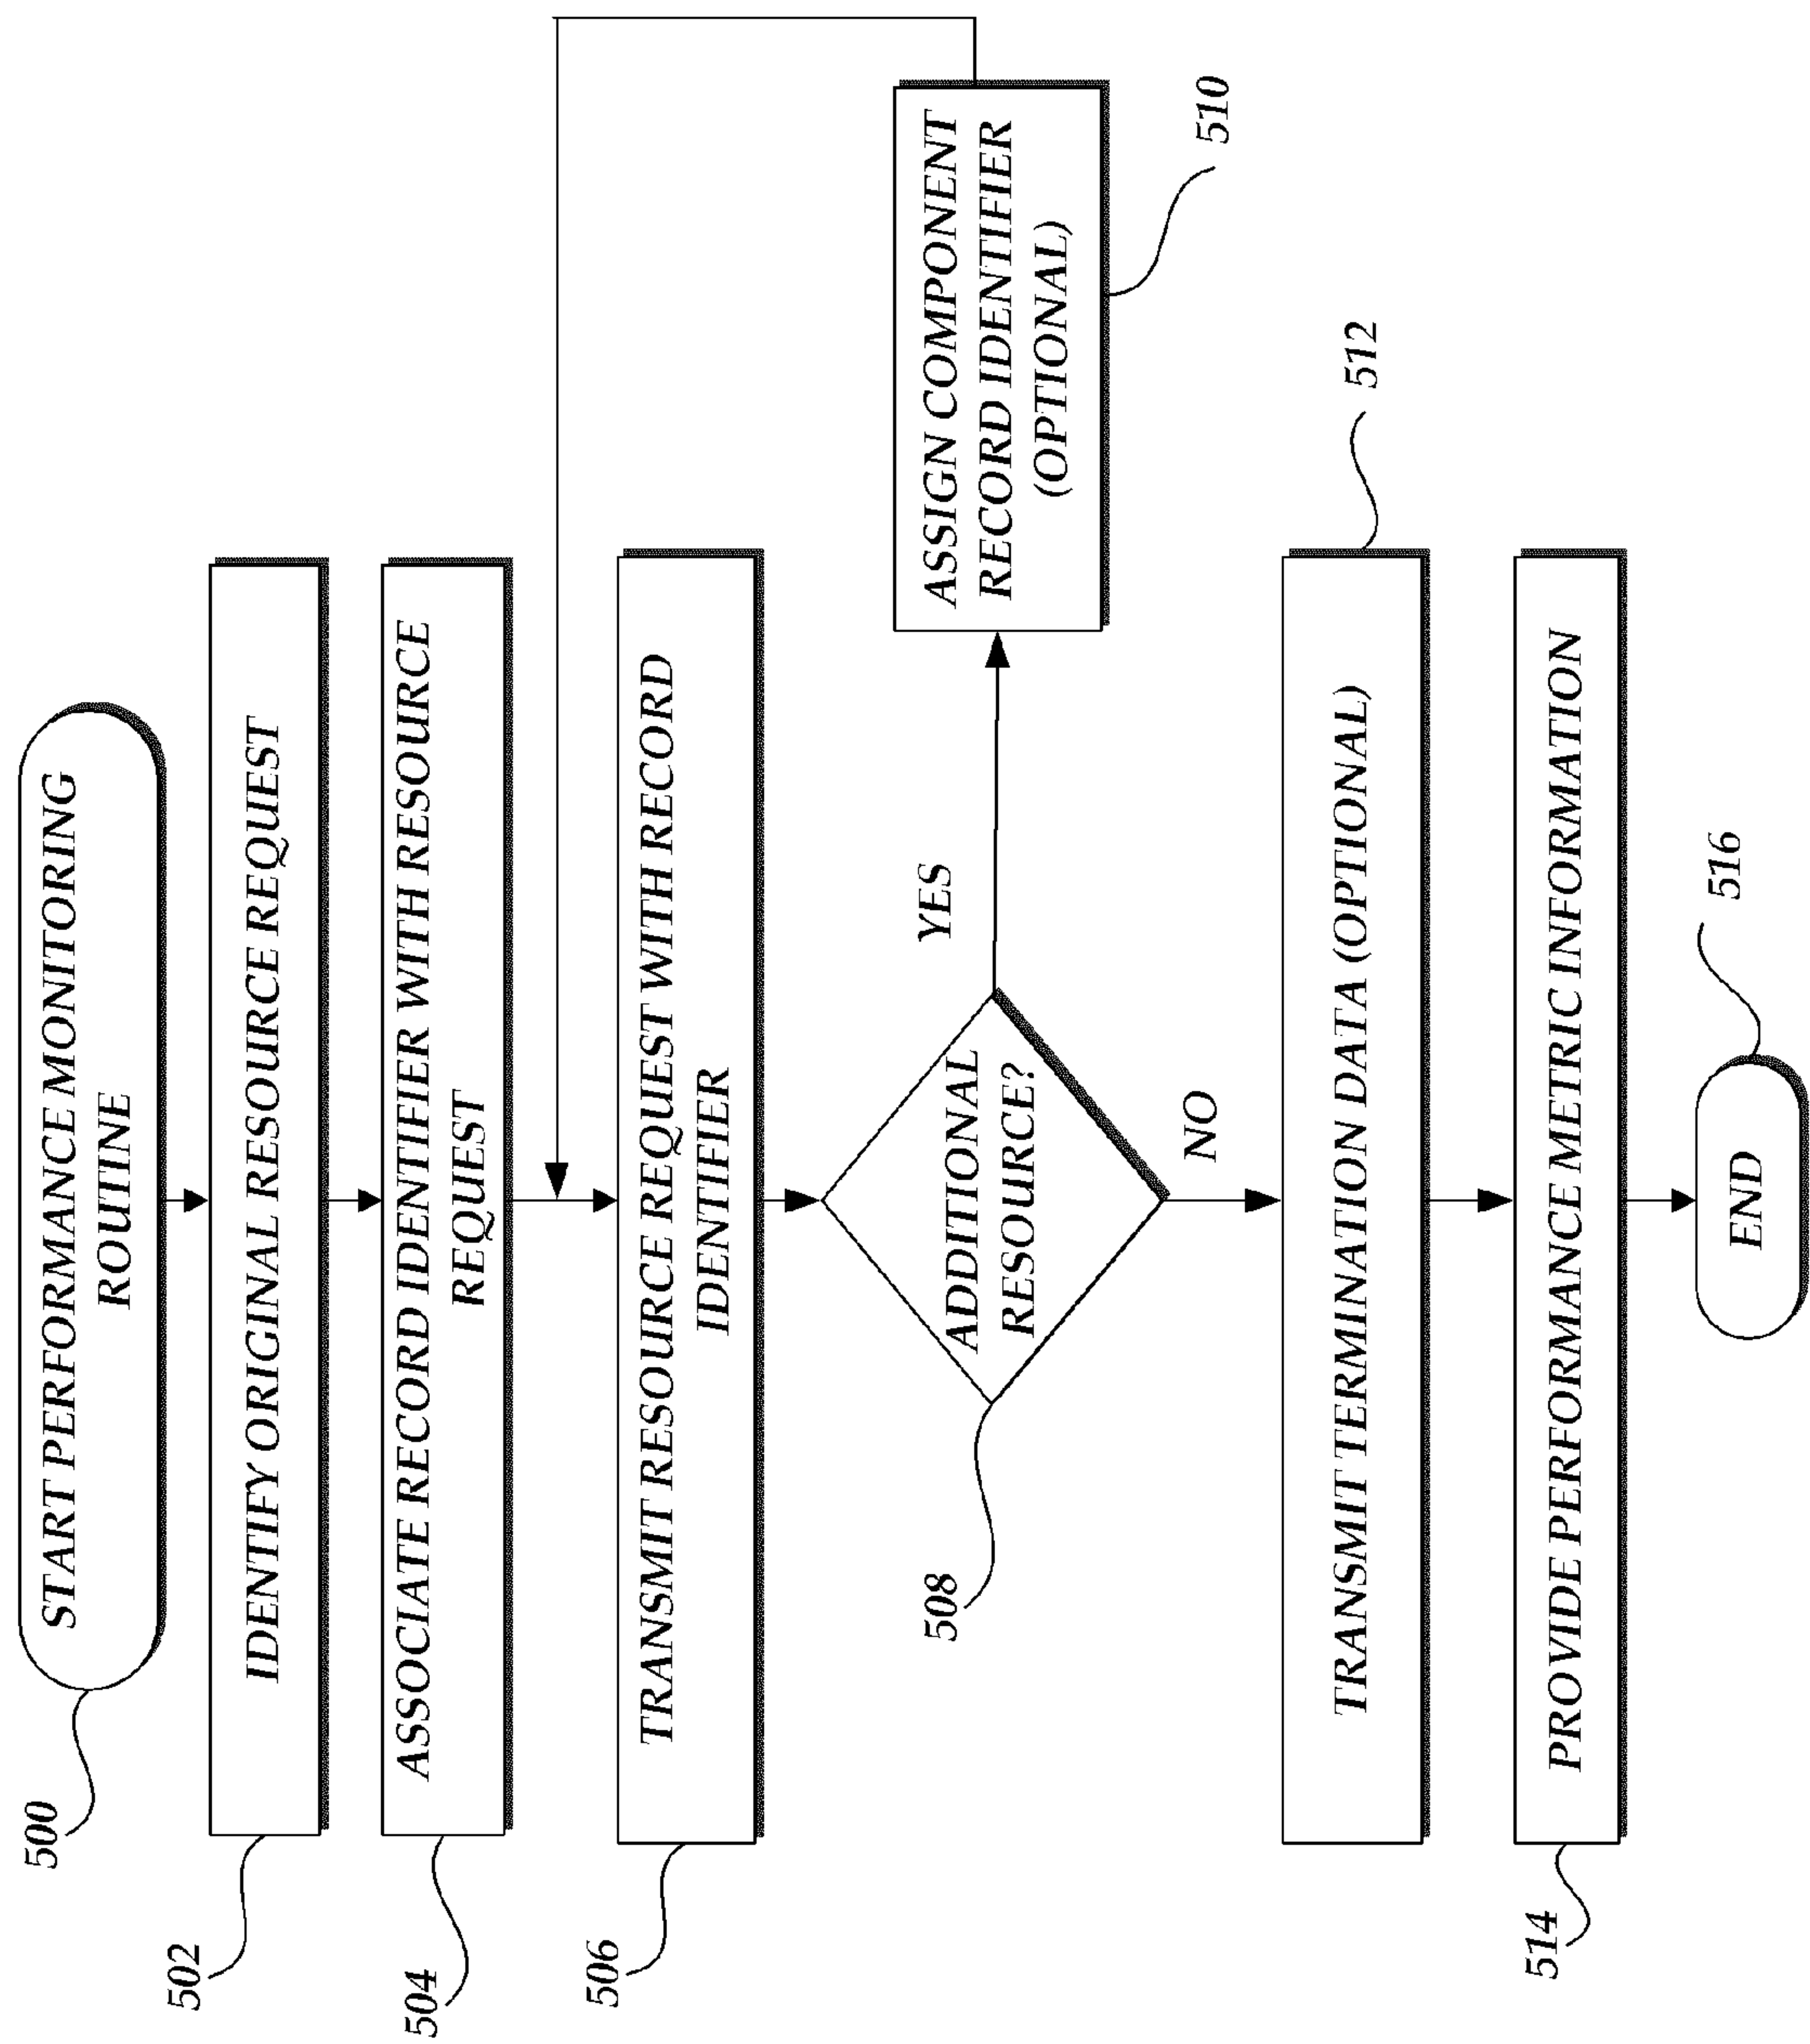 500
START PERFORMANCE MONITORING
ROUTINE
502
IDENTIFY ORIGINAL RESOURCE REQUEST
504
ASSOCIATE RECORD IDENTIFIER WITH RESOURCE
REQUEST
506
TRANSMIT RESOURCE REQUEST WITH RECORD
IDENTIFIER
508
ADDITIONAL
RESOURCE?
YES
ASSIGN COMPONENT
RECORD IDENTIFIER
(OPTIONAL)
510
NO
TRANSMIT TERMINATION DATA (OPTIONAL)
512
514
PROVIDE PERFORMANCE METRIC INFORMATION
END
516